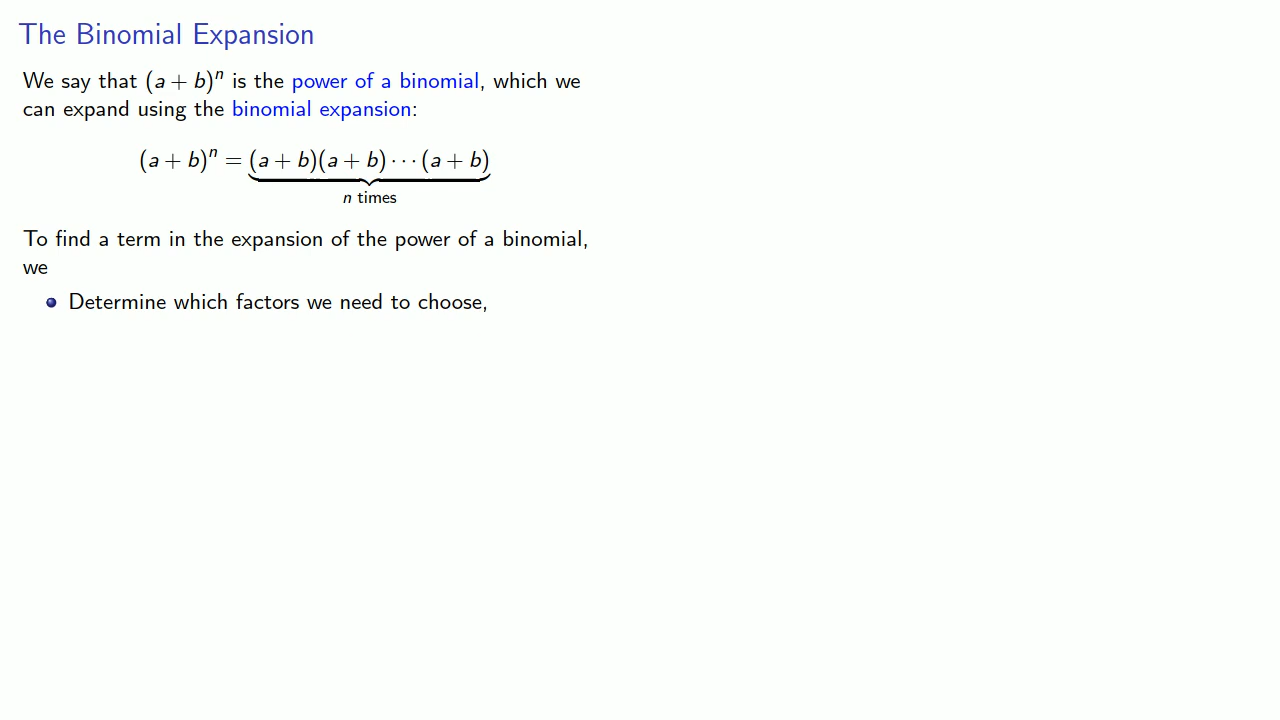 The Binomial Expansion
We say that (a + b)ⁿ is the power of a binomial, which we
can expand using the binomial expansion:
(a + b)ⁿ = (a + b)(a + b) · · · (a + b)
n times
To find a term in the expansion of the power of a binomial,
we
Determine which factors we need to choose,